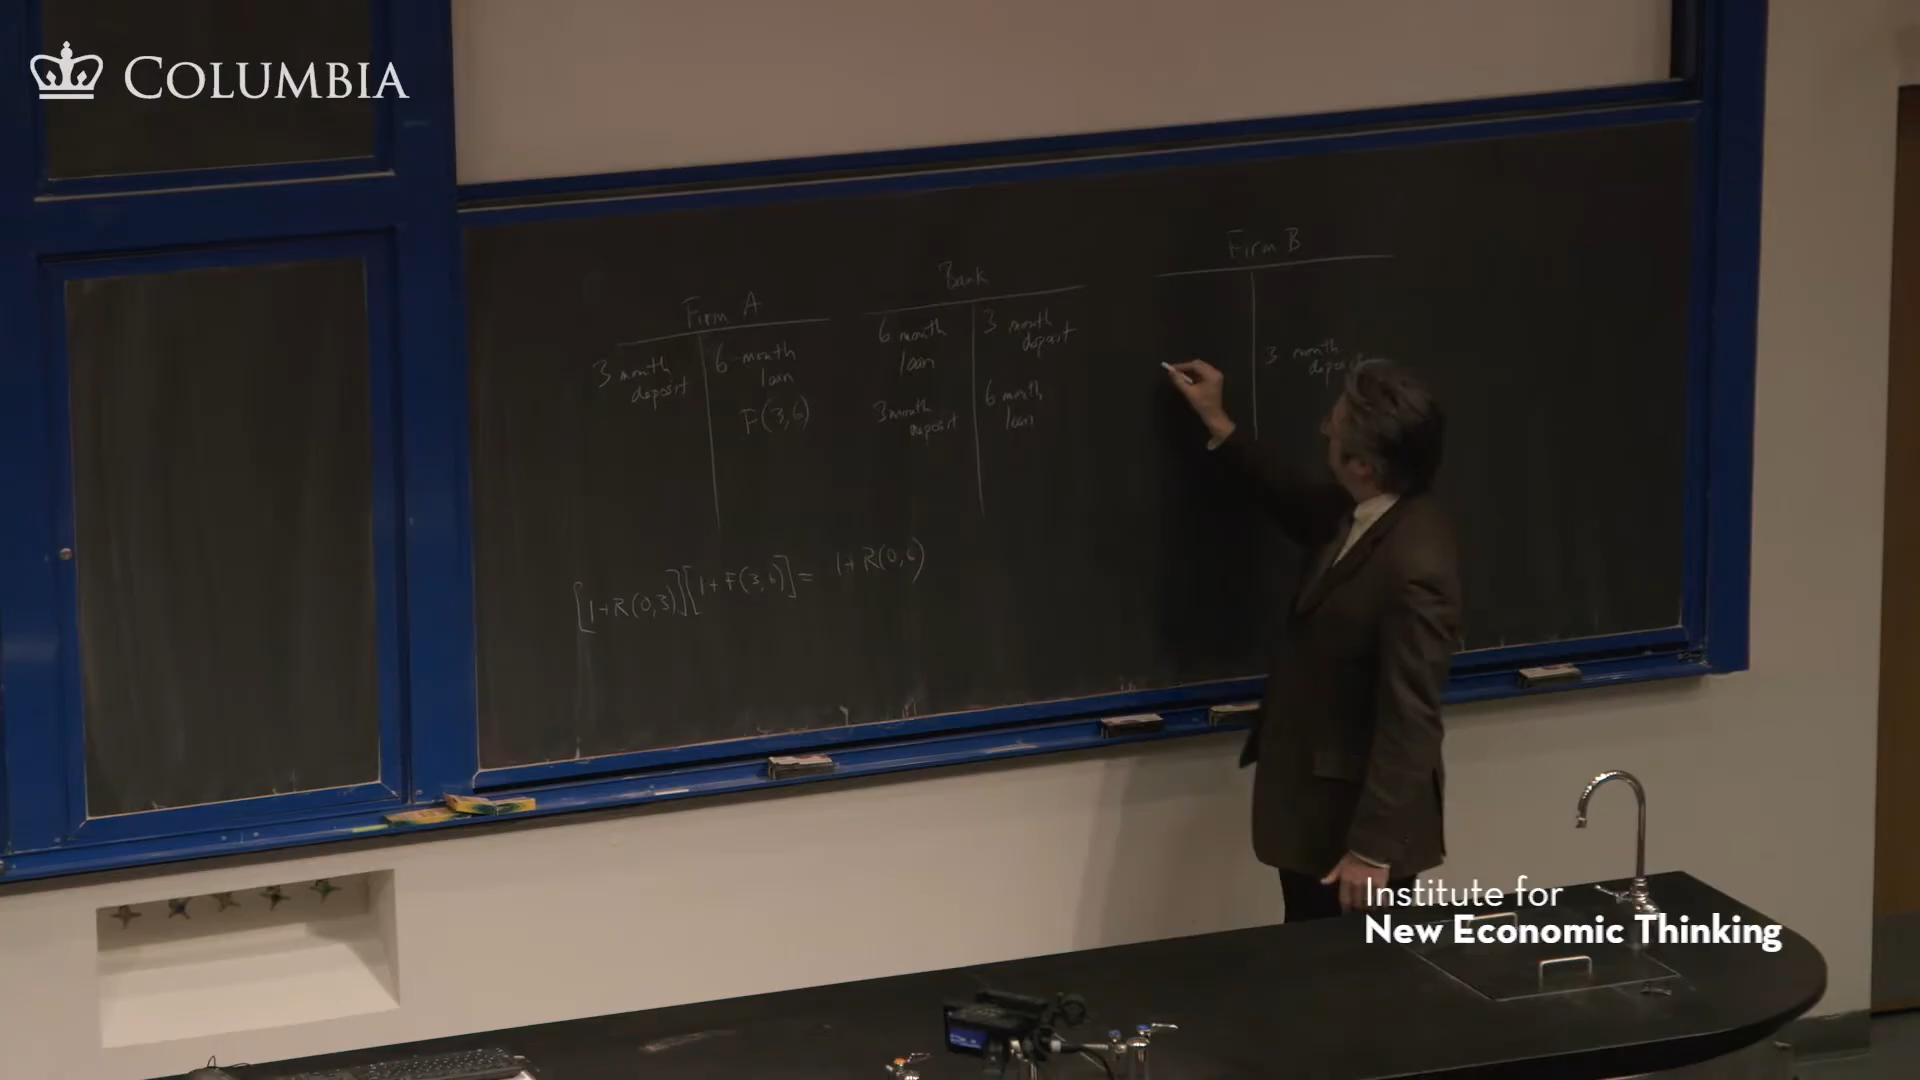 COLUMBIA
Firm A
3 month
deposit
6-month
loan
F(3,6)
Bank
6 month
loan
3 month
deposit
3 month
deposit
6 month
loan
Firm B
3 month
deposit
[1+R(0,3)][1+F(3,6)] = 1+R(0,6)
Institute for
New Economic Thinking